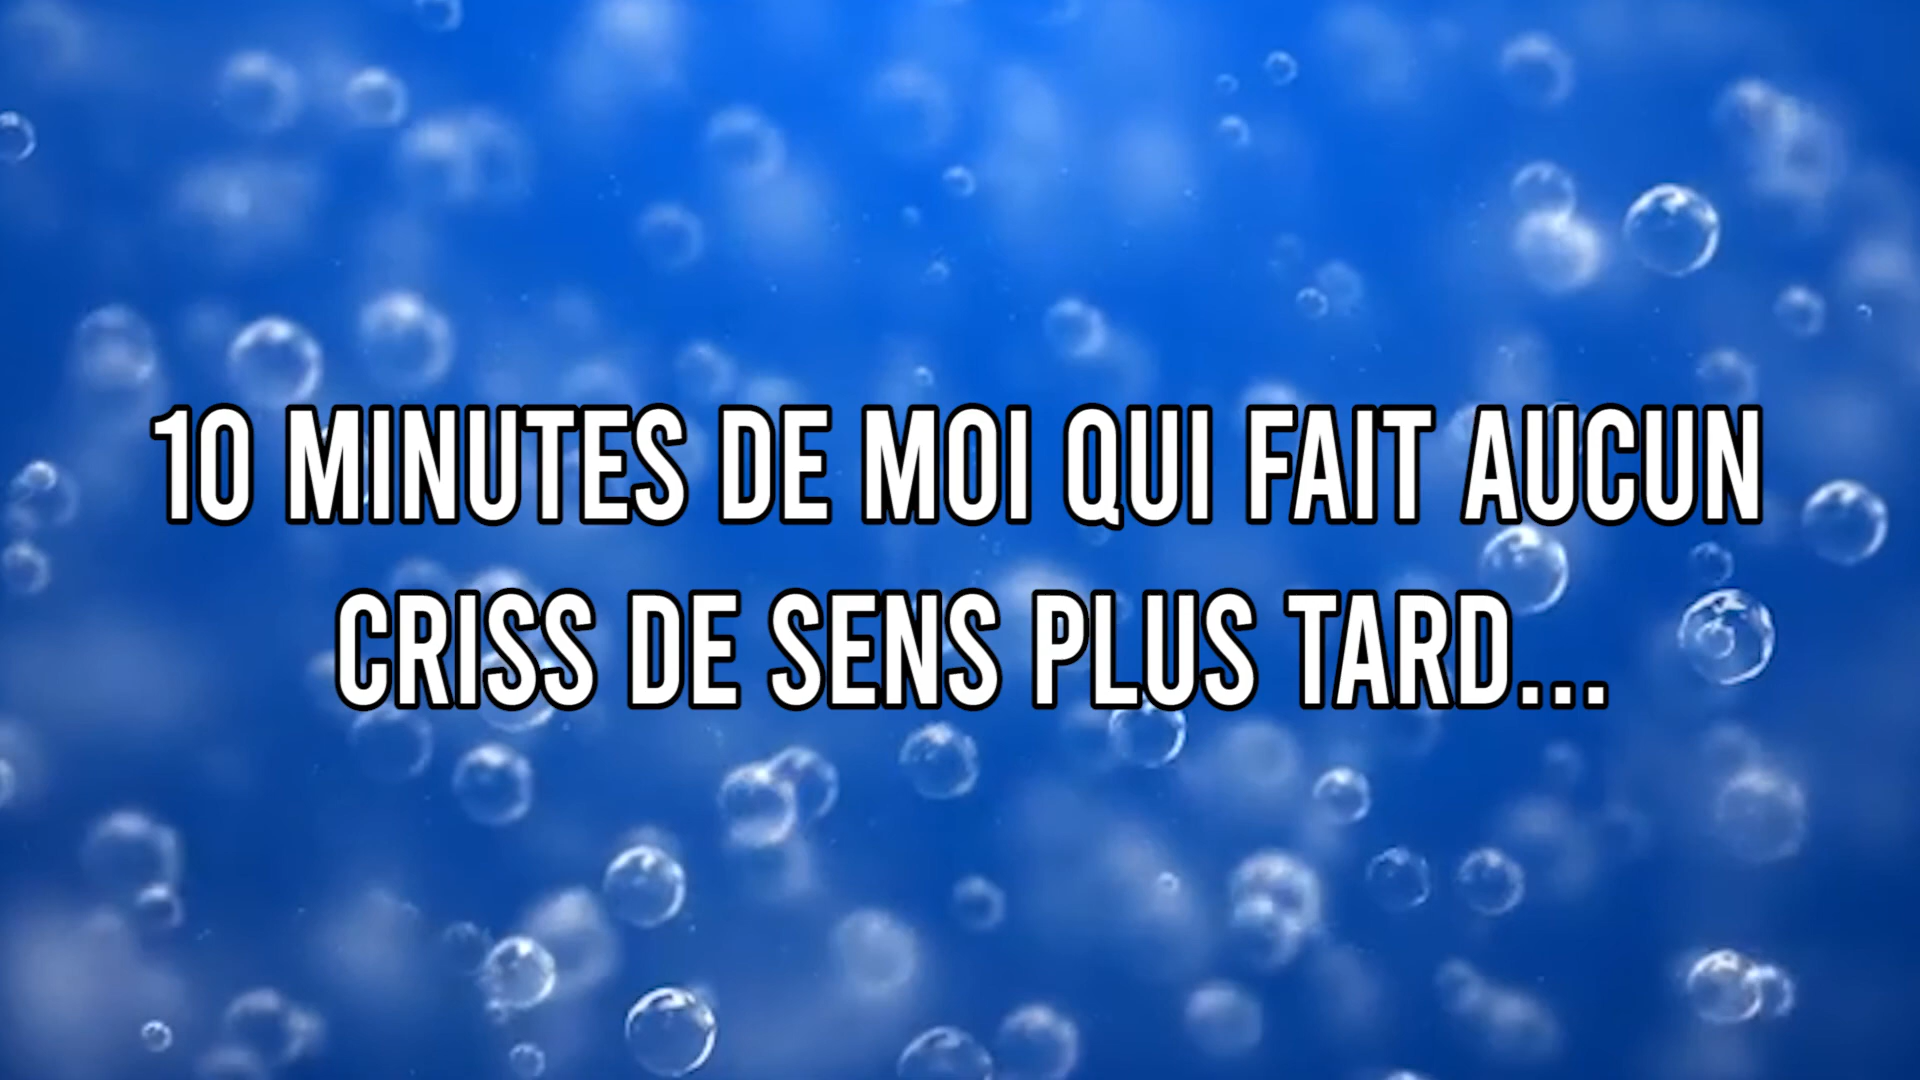 10 MINUTES DE MOI QUI FAIT AUCUN
CRISS DE SENS PLUS TARD...